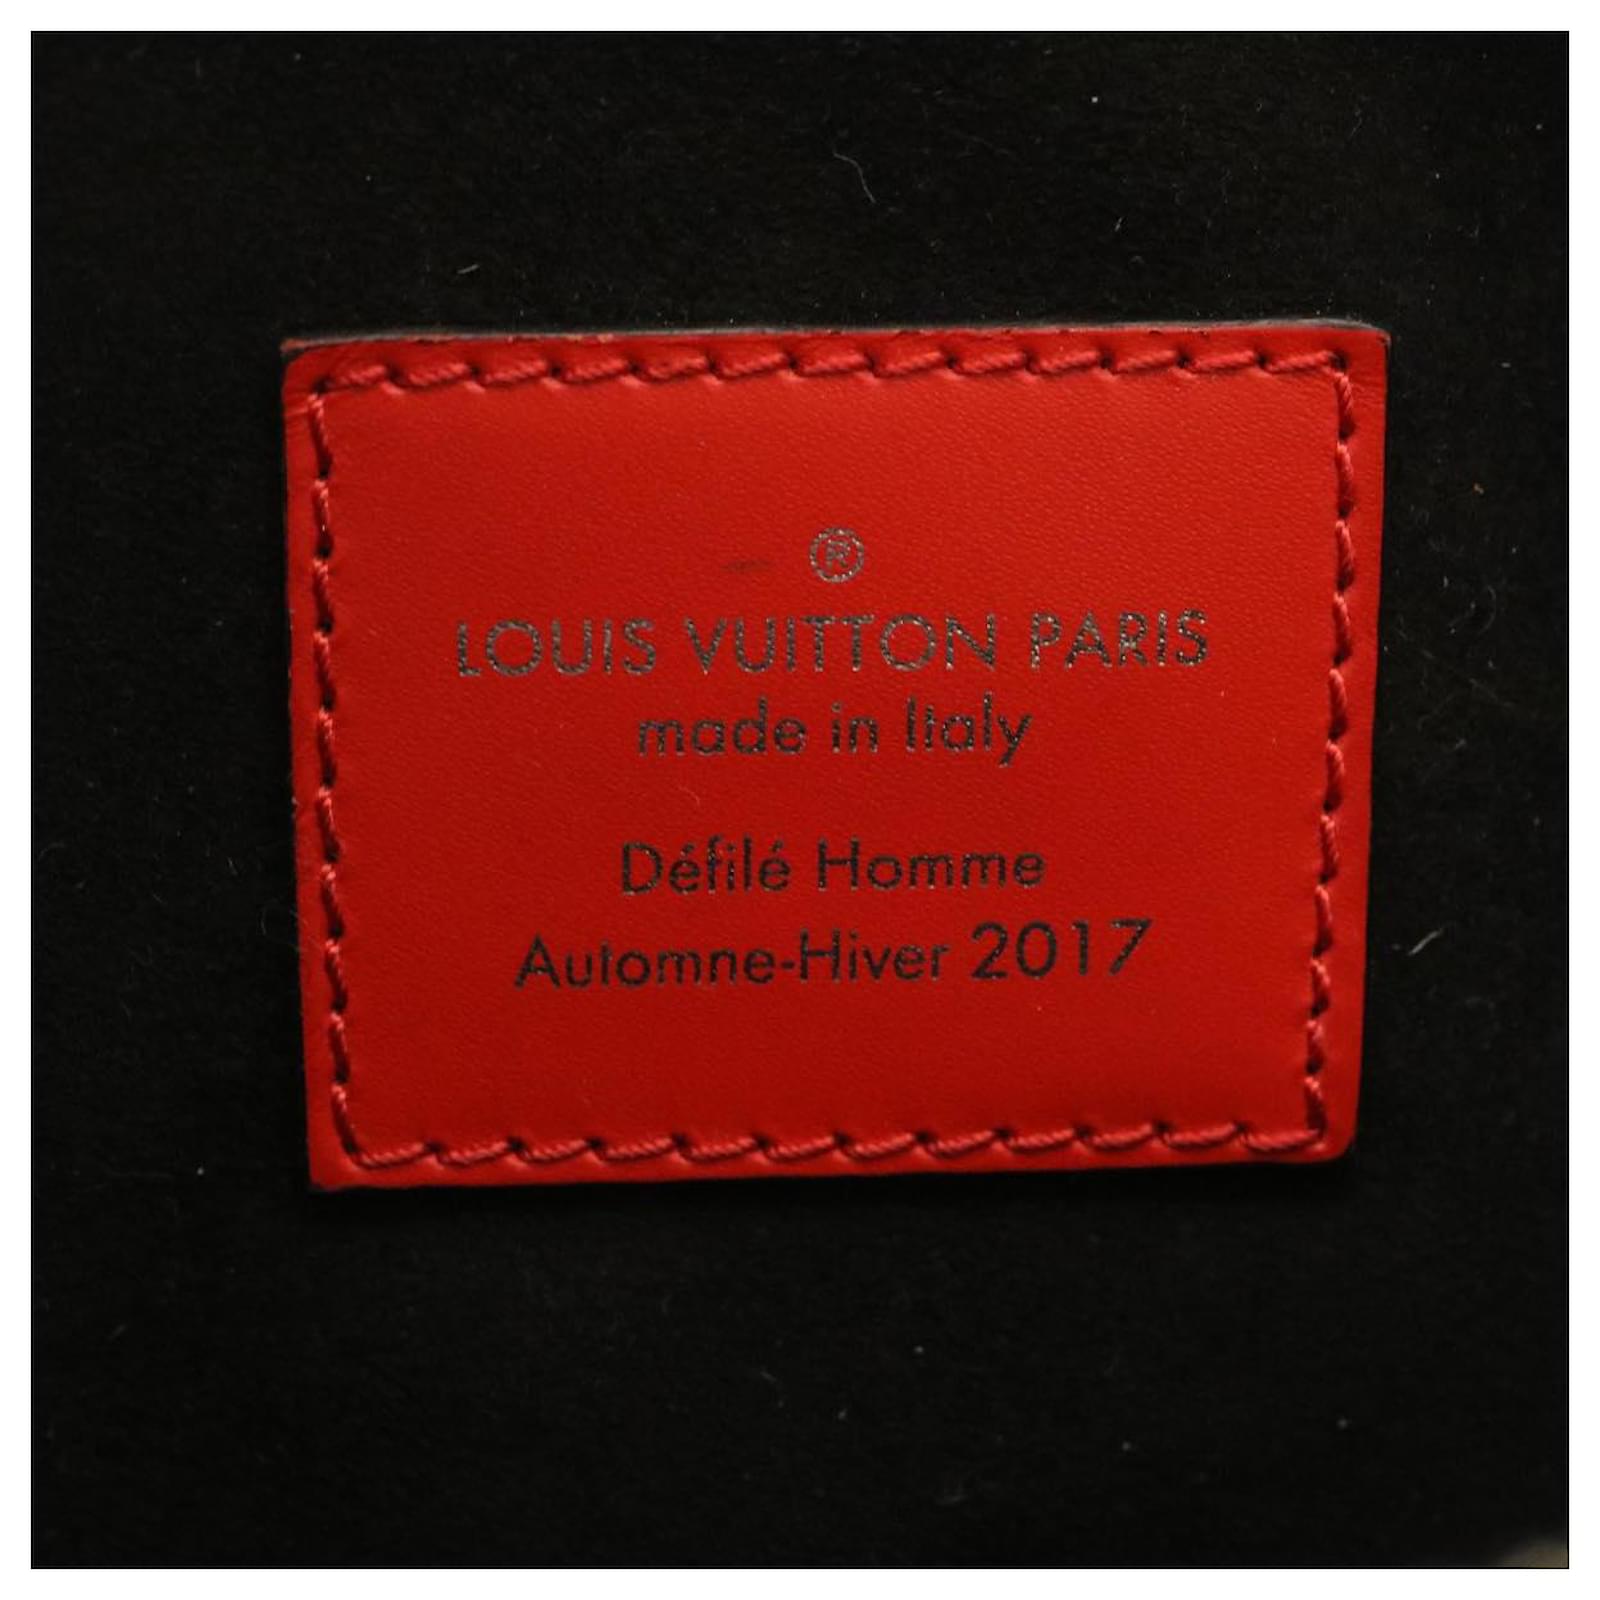 ®
LOUIS VUITTON PARIS
made in Italy
Défilé Homme
Automne-Hiver 2017